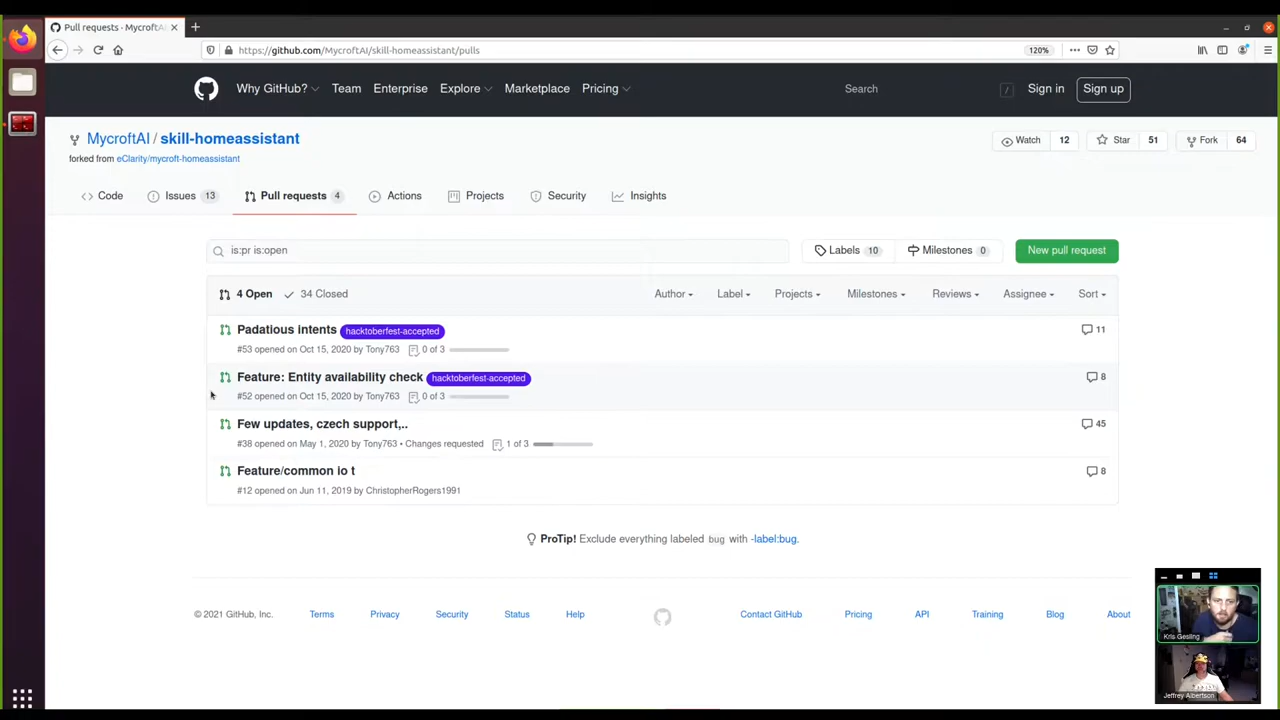 Pull requests · MycroftAI/
https://github.com/MycroftAI/skill-homeassistant/pulls
120%
Why GitHub?
Team
Enterprise
Explore
Marketplace
Pricing
Search
/
Sign in
Sign up
MycroftAI / skill-homeassistant
forked from eClarity/mycroft-homeassistant
Watch 12
Star 51
Fork 64
Code
Issues 13
Pull requests 4
Actions
Projects
Security
Insights
is:pr is:open
Labels 10
Milestones 0
New pull request
4 Open
34 Closed
Author
Label
Projects
Milestones
Reviews
Assignee
Sort
Padatious intents hacktoberfest-accepted
11
#53 opened on Oct 15, 2020 by Tony763 0 of 3
Feature: Entity availability check hacktoberfest-accepted
8
#52 opened on Oct 15, 2020 by Tony763 0 of 3
Few updates, czech support,..
45
#38 opened on May 1, 2020 by Tony763 • Changes requested 1 of 3
Feature/common io t
8
#12 opened on Jun 11, 2019 by ChristopherRogers1991
ProTip! Exclude everything labeled bug with -label:bug.
© 2021 GitHub, Inc.
Terms
Privacy
Security
Status
Help
Contact GitHub
Pricing
API
Training
Blog
About
Kris Gesling
Jeffrey Albertson